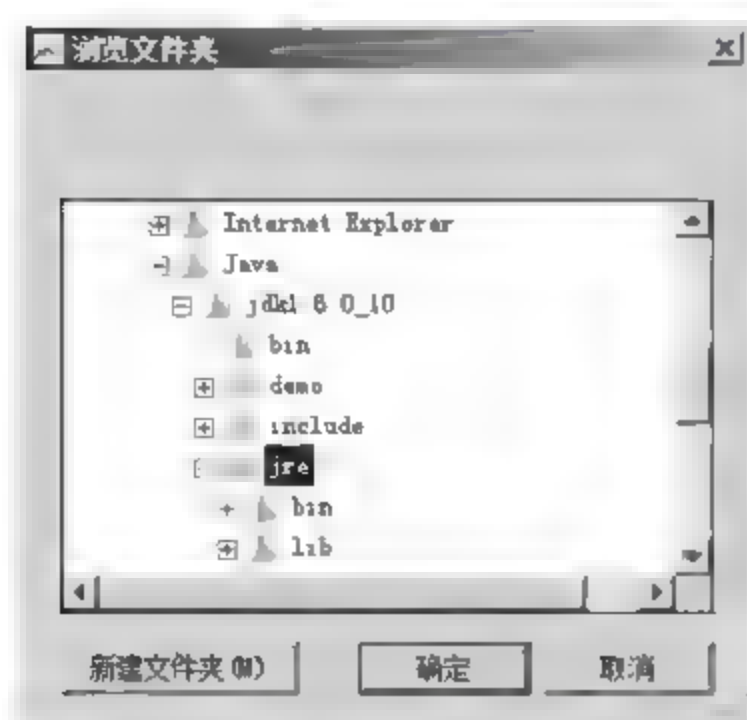 浏览文件夹
Internet Explorer
Java
jdk1 6 0_10
bin
demo
include
jre
bin
lib
新建文件夹(M) 确定 取消